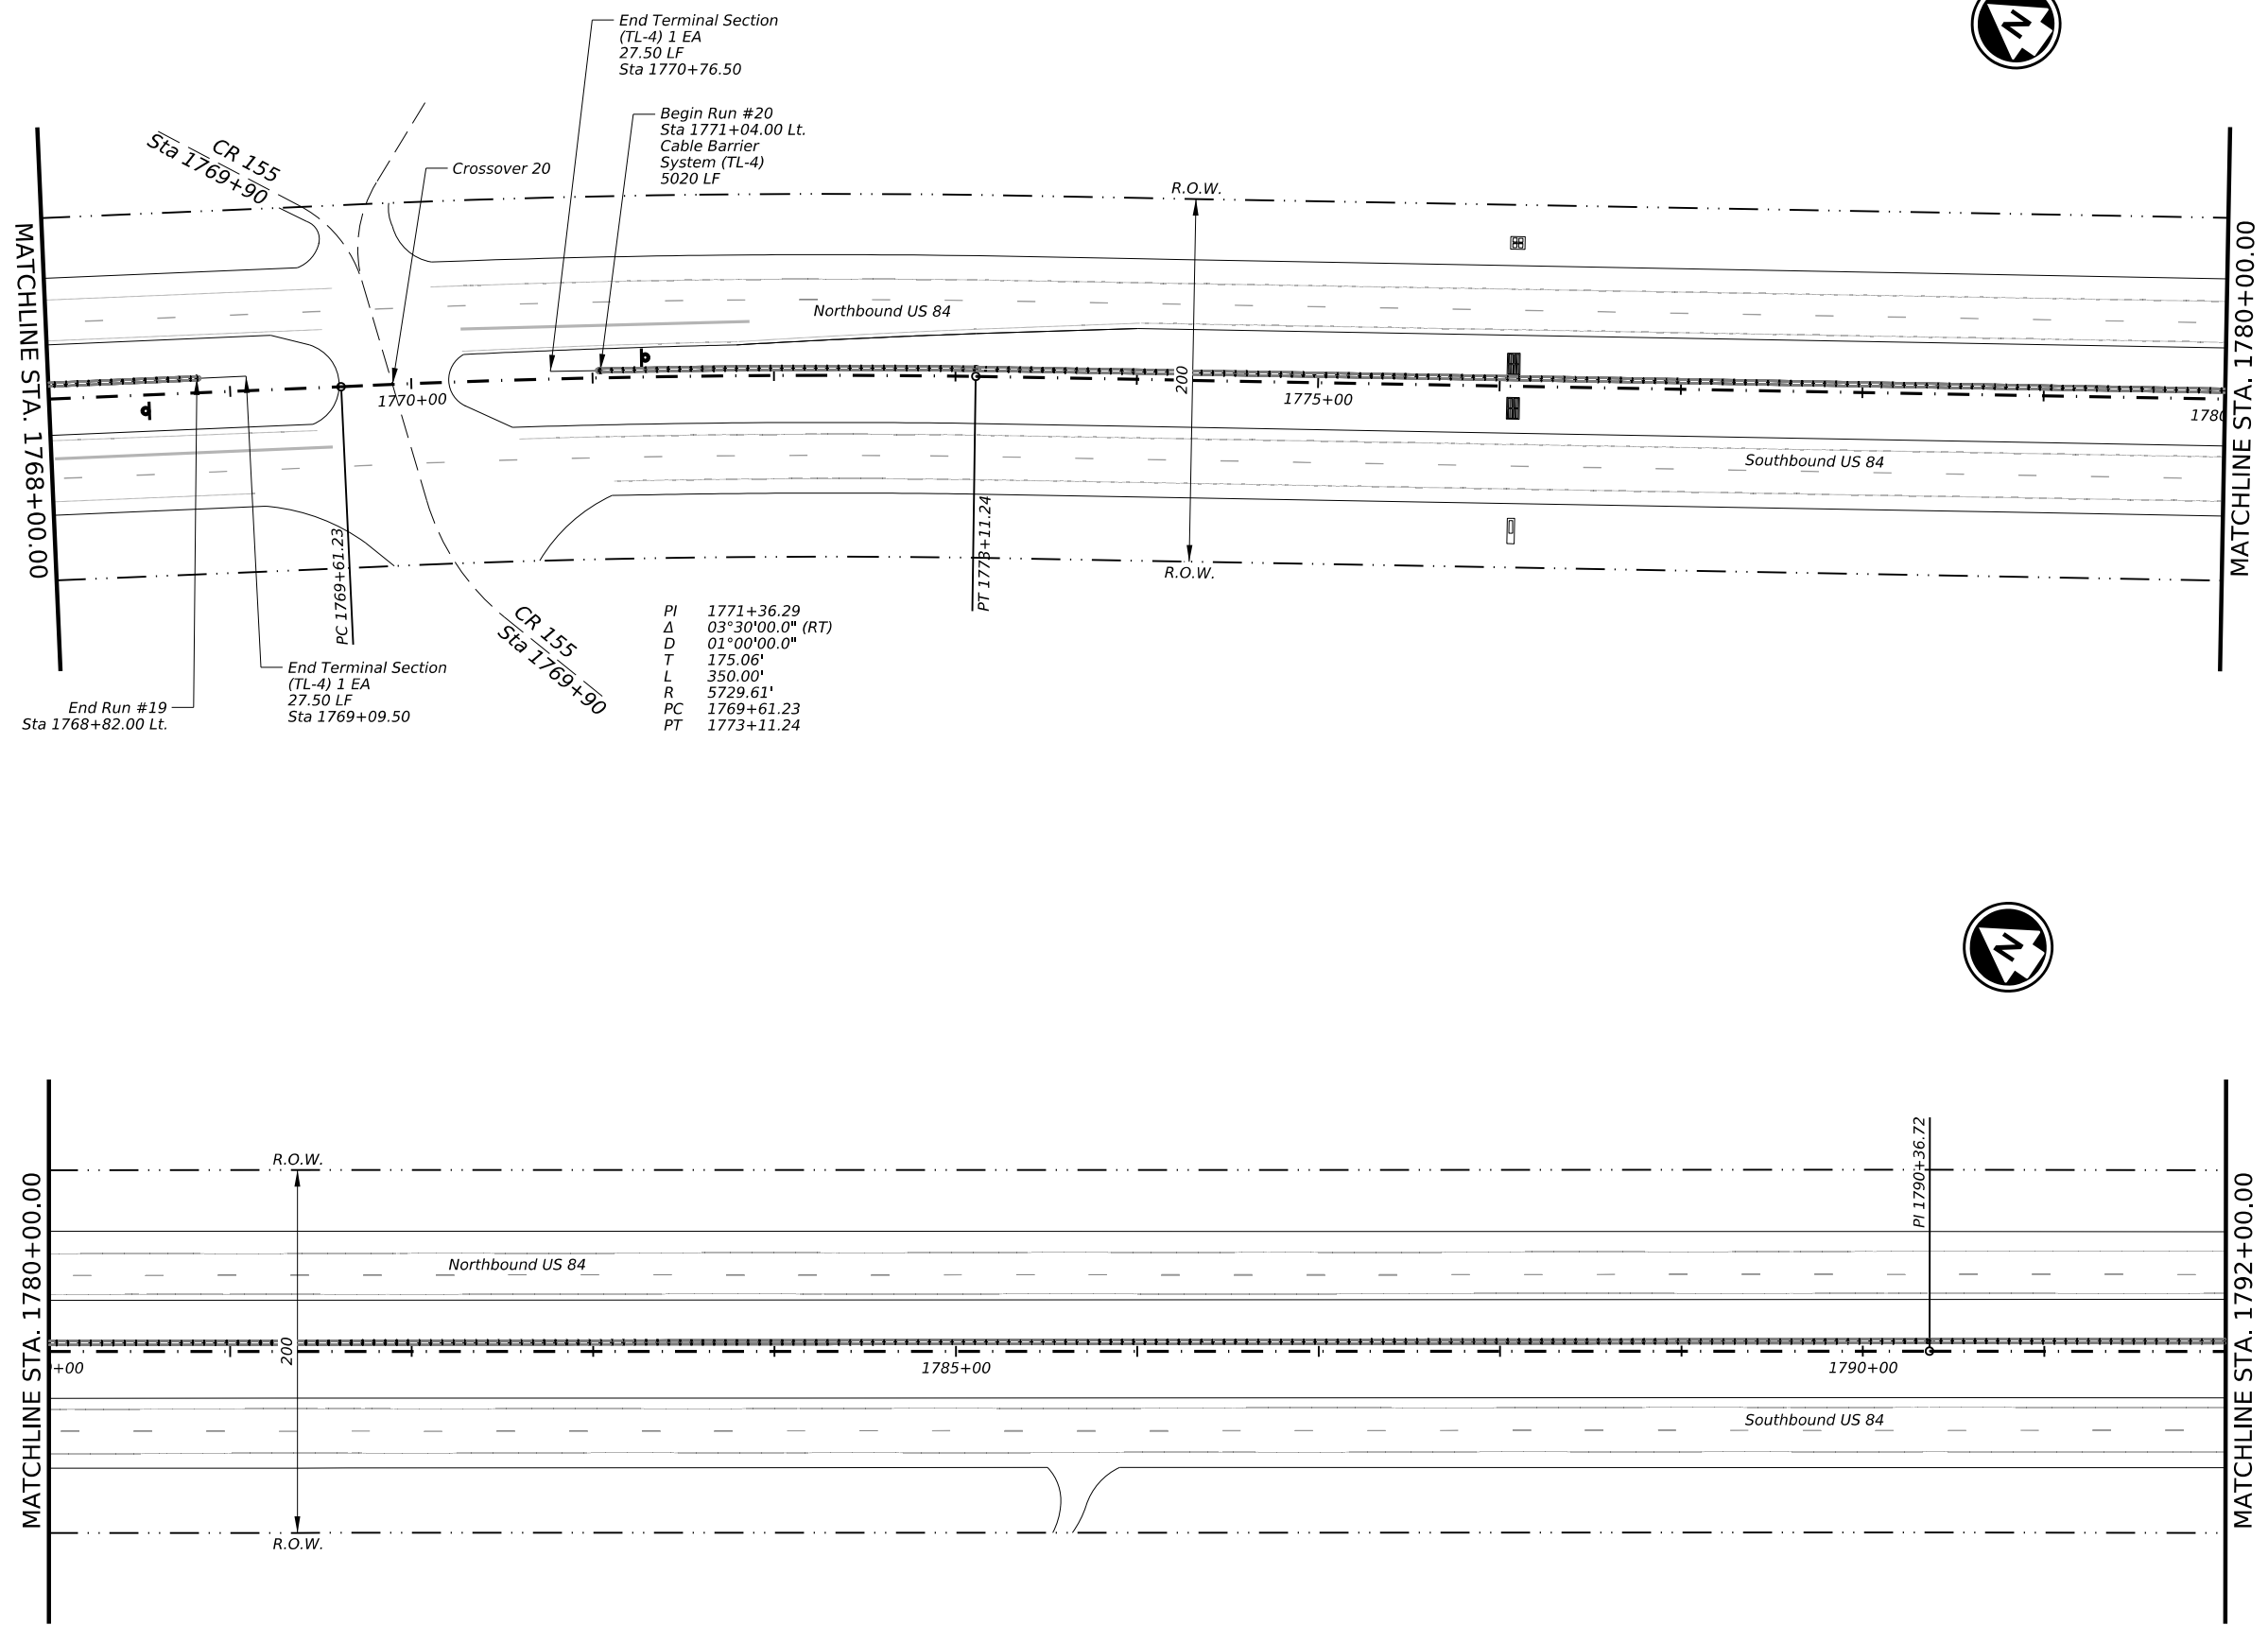 N
End Terminal Section
(TL-4) 1 EA
27.50 LF
Sta 1770+76.50
Begin Run #20
Sta 1771+04.00 Lt.
Cable Barrier
System (TL-4)
5020 LF
CR 155
Sta 1769+90
Crossover 20
R.O.W.
MATCHLINE STA. 1768+00.00
MATCHLINE STA. 1780+00.00
Northbound US 84
1770+00
200
1775+00
1780
Southbound US 84
PC 1769+61.23
PT 1773+11.24
R.O.W.
CR 155
Sta 1769+90
End Terminal Section
(TL-4) 1 EA
27.50 LF
Sta 1769+09.50
End Run #19
Sta 1768+82.00 Lt.
PI 1771+36.29
Δ 03°30'00.0" (RT)
D 01°00'00.0"
T 175.06'
L 350.00'
R 5729.61'
PC 1769+61.23
PT 1773+11.24
N
PI 1790+36.72
R.O.W.
MATCHLINE STA. 1780+00.00
MATCHLINE STA. 1792+00.00
Northbound US 84
200
+00
1785+00
1790+00
Southbound US 84
R.O.W.